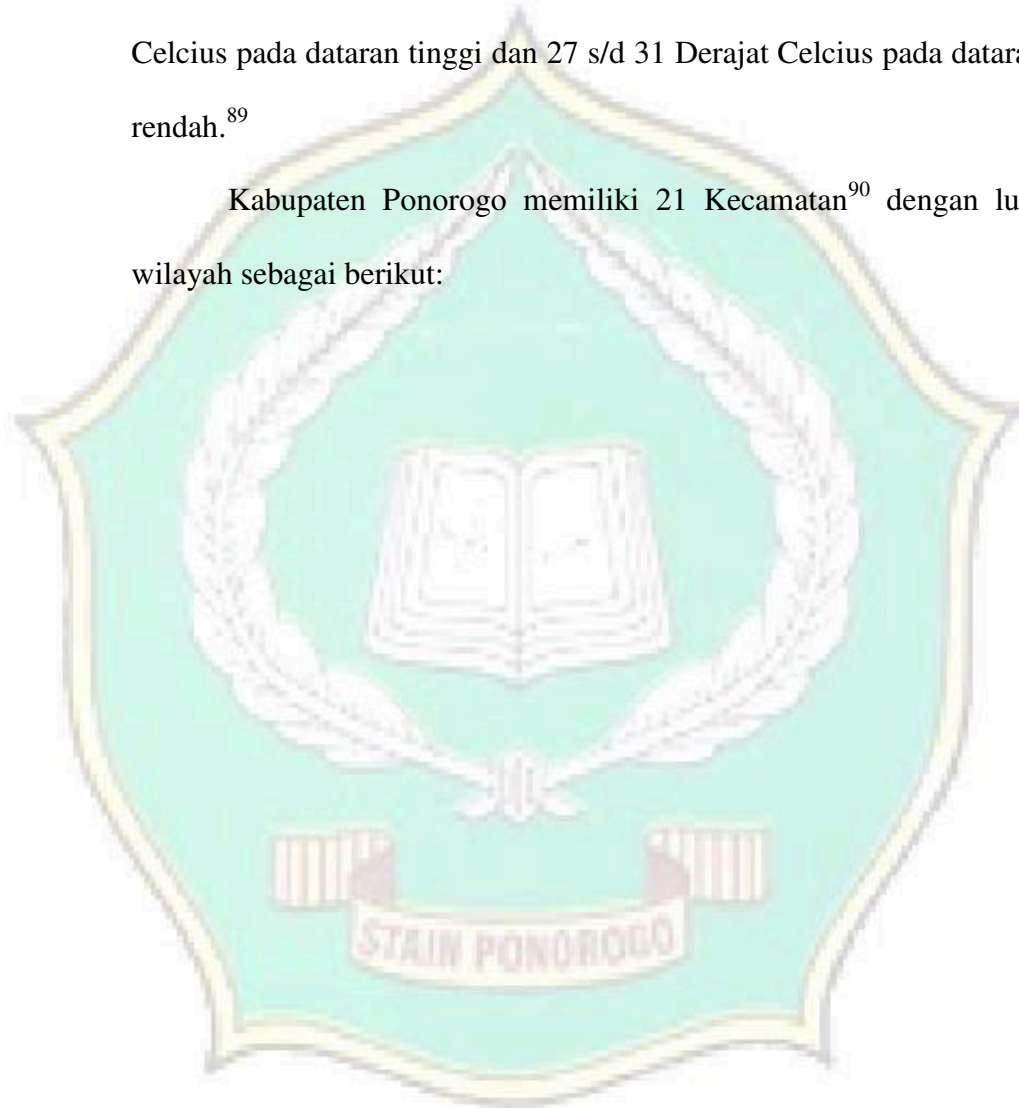 Celcius pada dataran tinggi dan 27 s/d 31 Derajat Celcius pada datara
rendah.89
Kabupaten Ponorogo memiliki 21 Kecamatan90 dengan lu
wilayah sebagai berikut:
STAIN PONOROGO